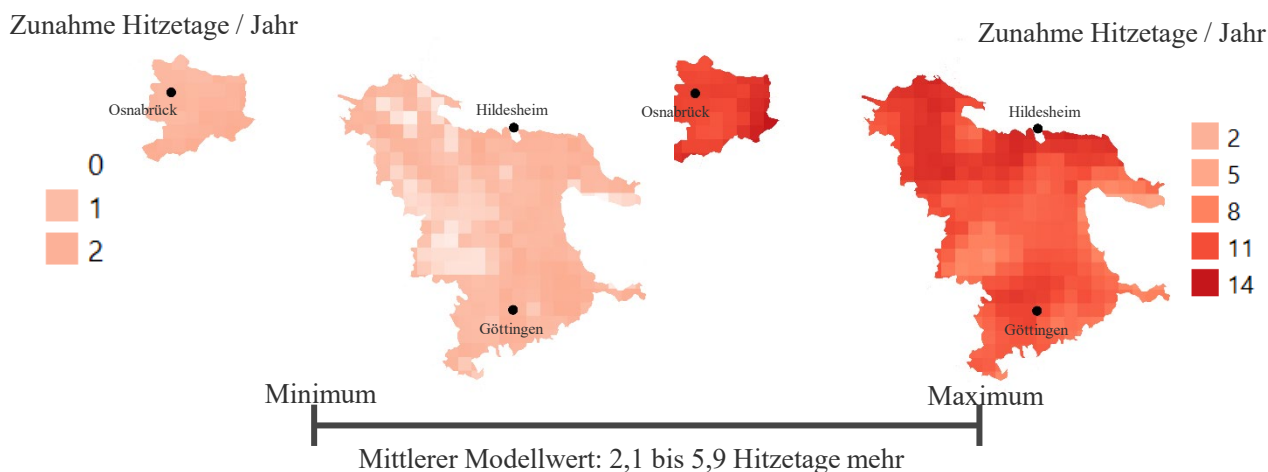 Zunahme Hitzetage / Jahr
Osnabrück
Hildesheim
0
1
2
Göttingen
Zunahme Hitzetage / Jahr
Osnabrück
Hildesheim
2
5
8
11
14
Göttingen
Minimum
Maximum
Mittlerer Modellwert: 2,1 bis 5,9 Hitzetage mehr